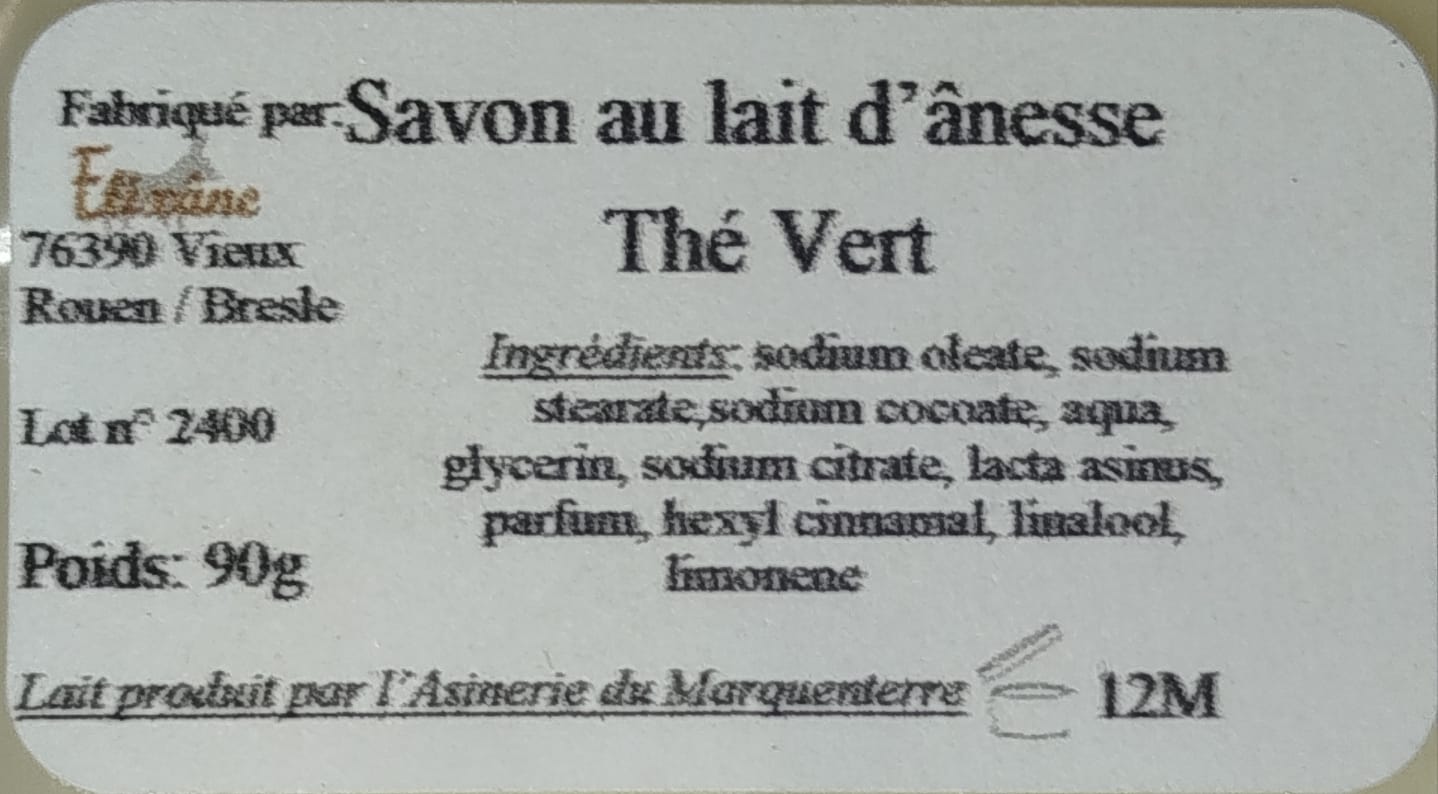 Fabriqué par:
Savon au lait d'ânesse
Thé Vert
76390 Vieux
Rouen / Bresle
Lot n° 2400
Poids: 90g
Ingrédients: sodium oleate, sodium
stearate,sodium cocoate, aqua,
glycerin, sodium citrate, lacta asinus,
parfum, hexyl cinnamal, linalool,
limonene
Lait produit par l'Asinerie du Marquenterre
12M